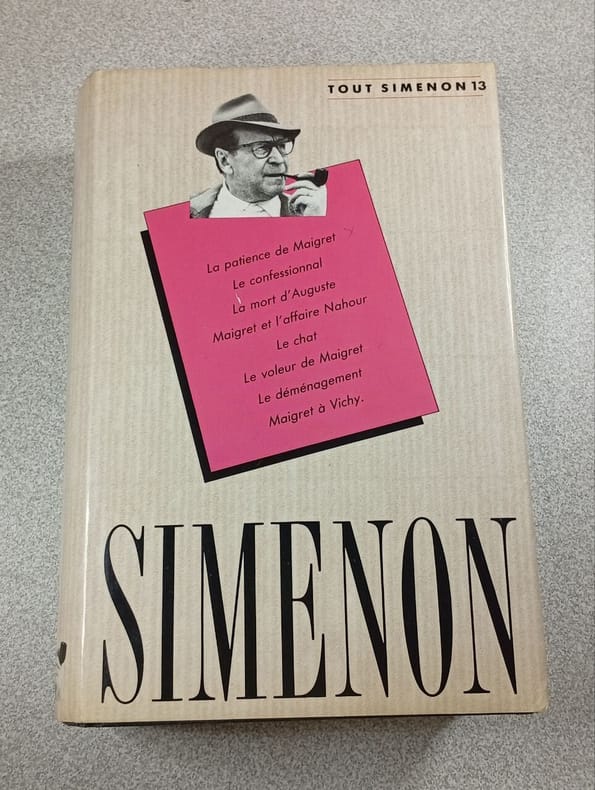 TOUT SIMENON 13
La patience de Maigret
Le confessionnal
La mort d'Auguste
Maigret et l'affaire Nahour
Le chat
Le voleur de Maigret
Le déménagement
Maigret à Vichy.
SIMENON